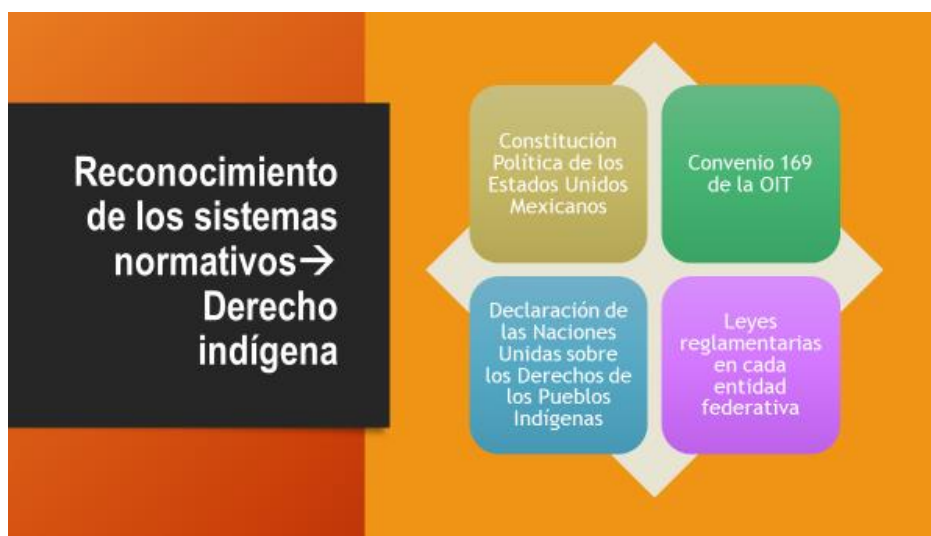 Reconocimiento
de los sistemas
normativos→
Derecho
indígena
Constitución
Política de los
Estados Unidos
Mexicanos
Convenio 169
de la OIT
Declaración de
las Naciones
Unidas sobre
los Derechos de
los Pueblos
Indígenas
Leyes
reglamentarias
en cada
entidad
federativa